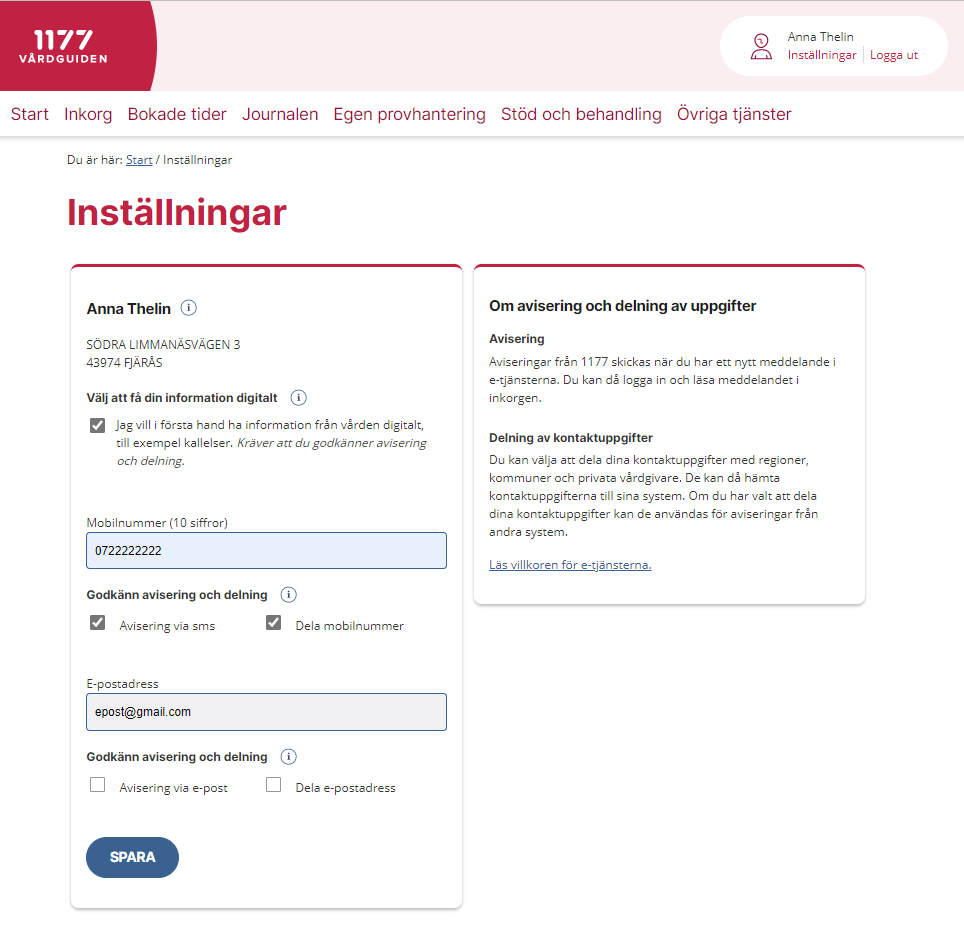 1177
VÅRDGUIDEN
Anna Thelin
Inställningar | Logga ut
Start Inkorg Bokade tider Journalen Egen provhantering Stöd och behandling Övriga tjänster
Du är här: Start / Inställningar
Inställningar
Anna Thelin
SÖDRA LIMMANÄSVÄGEN 3
43974 FJÄRÅS
Välj att få din information digitalt
Jag vill i första hand ha information från vården digitalt,
till exempel kallelser. Kräver att du godkänner avisering
och delning.
Mobilnummer (10 siffror)
0722222222
Godkänn avisering och delning
Avisering via sms Dela mobilnummer
E-postadress
epost@gmail.com
Godkänn avisering och delning
Avisering via e-post Dela e-postadress
SPARA
Om avisering och delning av uppgifter
Avisering
Aviseringar från 1177 skickas när du har ett nytt meddelande i
e-tjänsterna. Du kan då logga in och läsa meddelandet i
inkorgen.
Delning av kontaktuppgifter
Du kan välja att dela dina kontaktuppgifter med regioner,
kommuner och privata vårdgivare. De kan då hämta
kontaktuppgifterna till sina system. Om du har valt att dela
dina kontaktuppgifter kan de användas för aviseringar från
andra system.
Läs villkoren för e-tjänsterna.